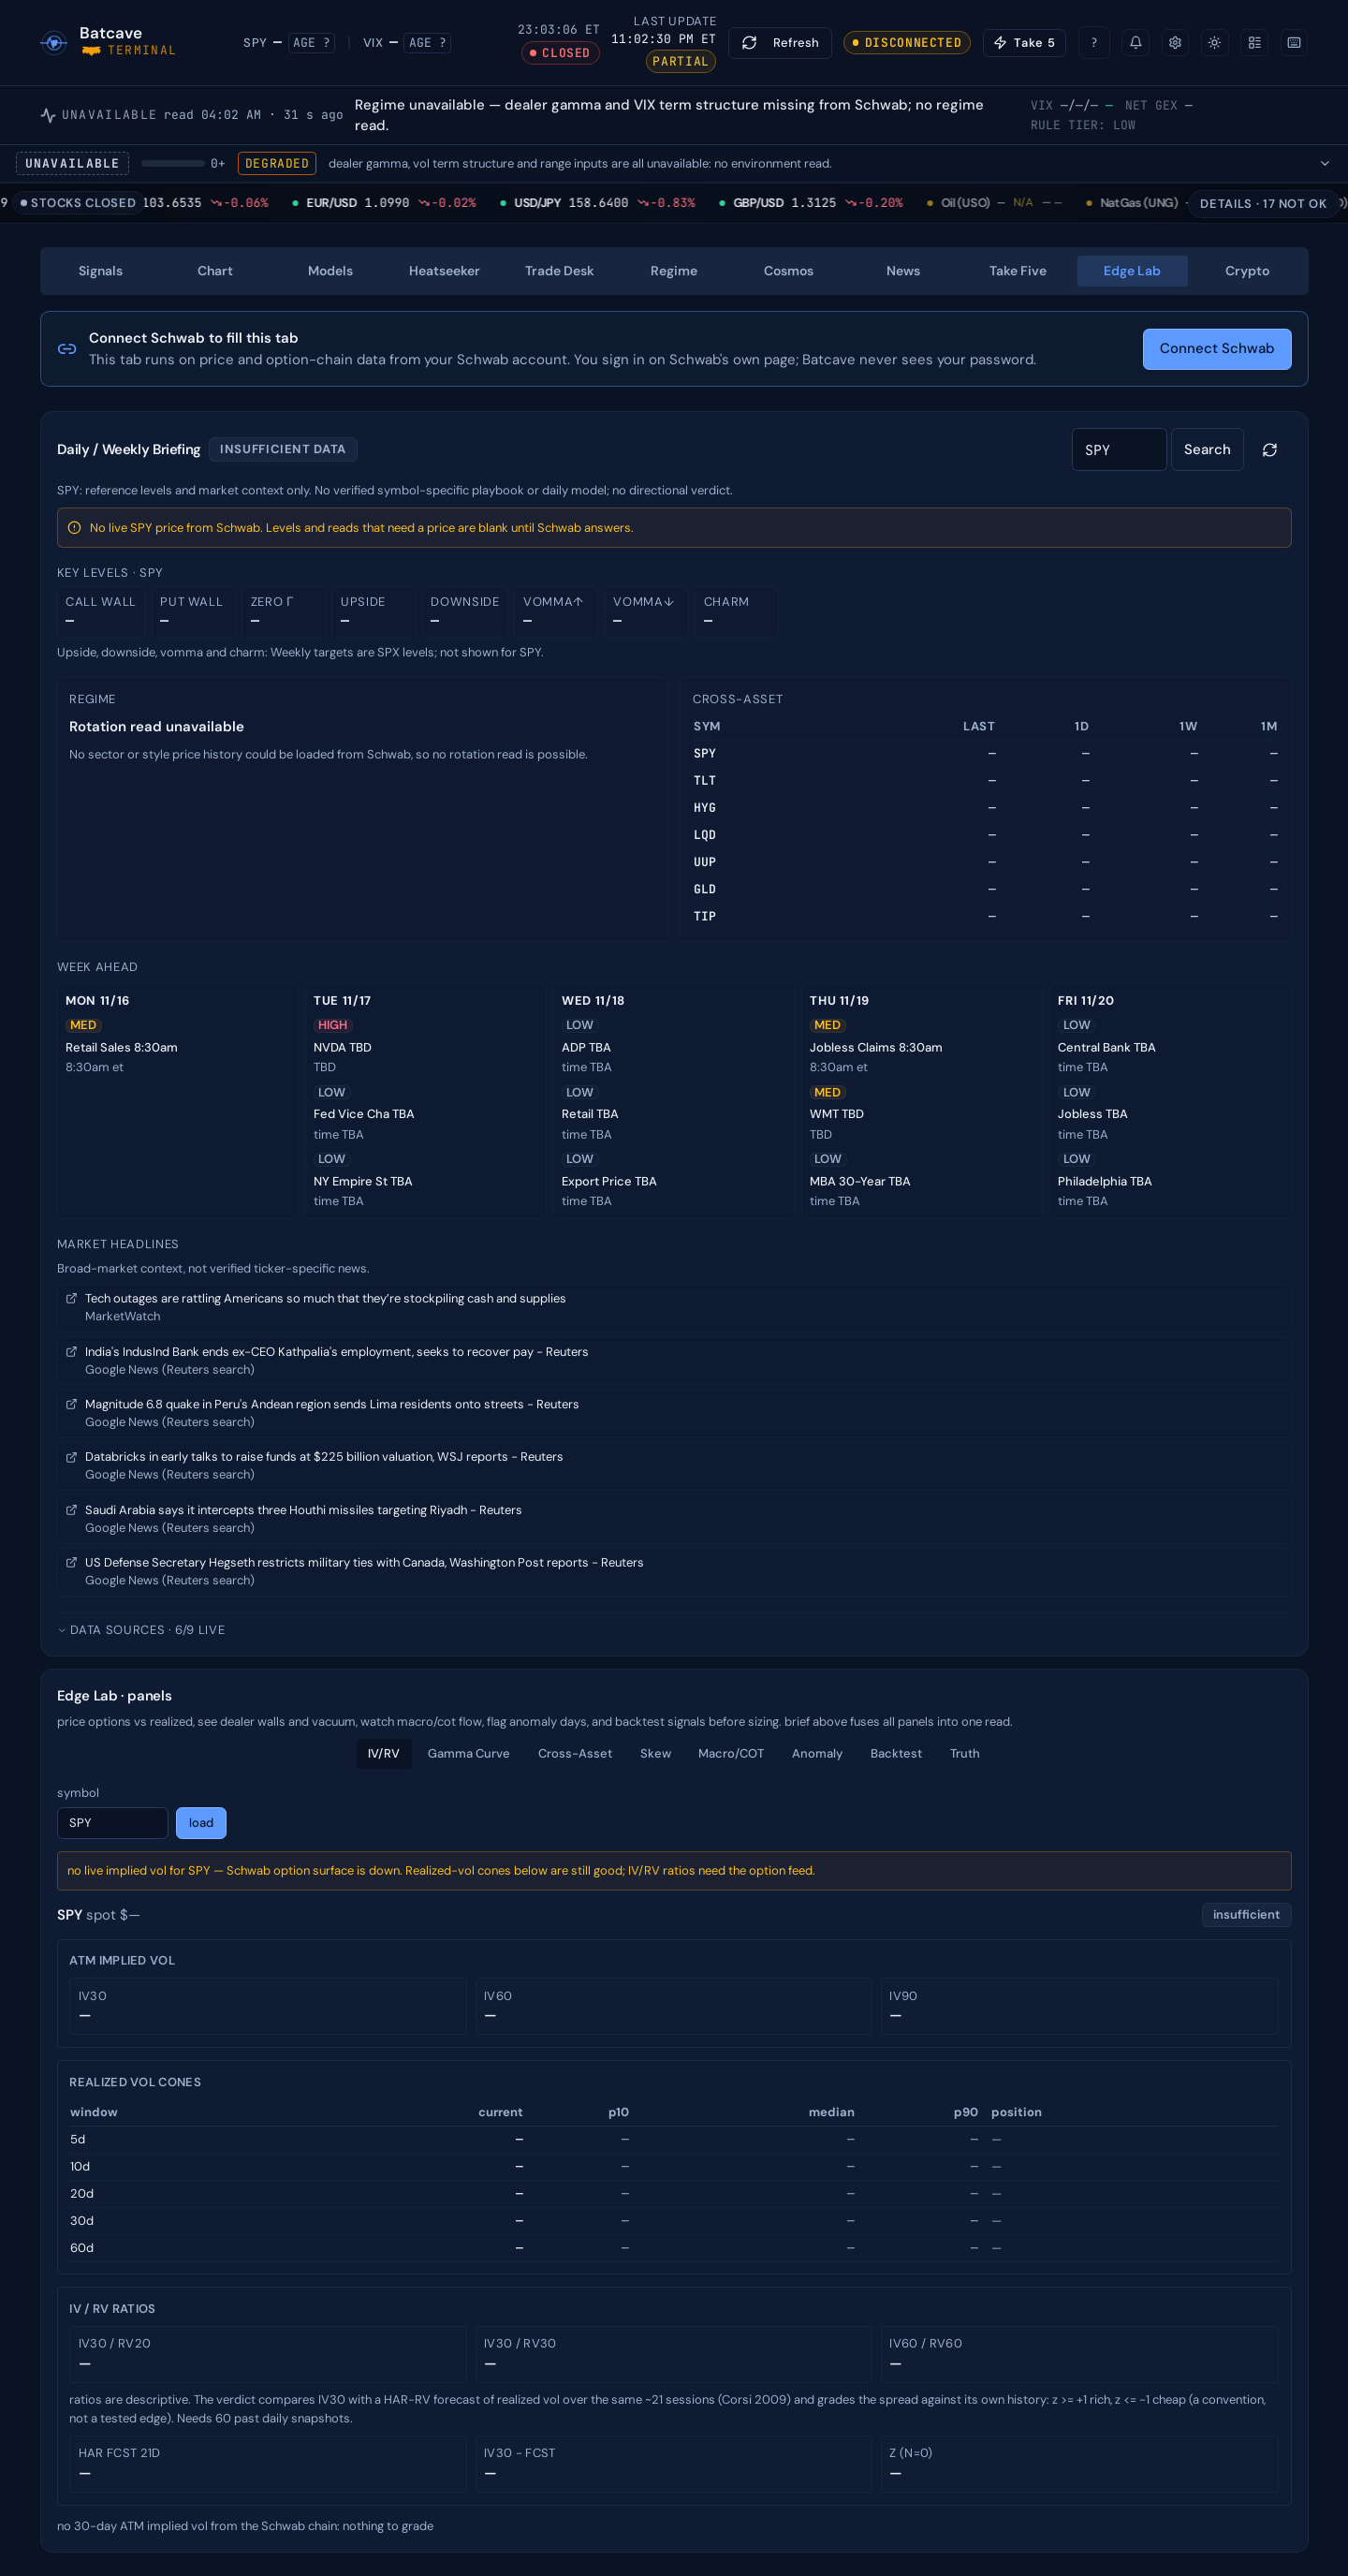 Batcave
TERMINAL
SPY — AGE ? VIX — AGE ?
23:03:06 ET
CLOSED
LAST UPDATE
11:02:30 PM ET
PARTIAL
Refresh
DISCONNECTED
Take 5
?
UNAVAILABLE read 04:02 AM · 31 s ago
Regime unavailable — dealer gamma and VIX term structure missing from Schwab; no regime
read.
VIX —/—/— — NET GEX —
RULE TIER: LOW
UNAVAILABLE 0+ DEGRADED dealer gamma, vol term structure and range inputs are all unavailable: no environment read.
9 STOCKS CLOSED 103.6535 -0.06% EUR/USD 1.0990 -0.02% USD/JPY 158.6400 -0.83% GBP/USD 1.3125 -0.20% Oil (USO) — N/A — — NatGas (UNG) DETAILS · 17 NOT OK
Signals Chart Models Heatseeker Trade Desk Regime Cosmos News Take Five Edge Lab Crypto
Connect Schwab to fill this tab
This tab runs on price and option-chain data from your Schwab account. You sign in on Schwab's own page; Batcave never sees your password.
Connect Schwab
Daily / Weekly Briefing INSUFFICIENT DATA SPY Search
SPY: reference levels and market context only. No verified symbol-specific playbook or daily model; no directional verdict.
No live SPY price from Schwab. Levels and reads that need a price are blank until Schwab answers.
KEY LEVELS · SPY
CALL WALL PUT WALL ZERO Γ UPSIDE DOWNSIDE VOMMA↑ VOMMA↓ CHARM
— — — — — — — —
Upside, downside, vomma and charm: Weekly targets are SPX levels; not shown for SPY.
REGIME
Rotation read unavailable
No sector or style price history could be loaded from Schwab, so no rotation read is possible.
CROSS-ASSET
SYM LAST 1D 1W 1M
SPY — — — —
TLT — — — —
HYG — — — —
LQD — — — —
UUP — — — —
GLD — — — —
TIP — — — —
WEEK AHEAD
MON 11/16
MED
Retail Sales 8:30am
8:30am et
TUE 11/17
HIGH
NVDA TBD
TBD
LOW
Fed Vice Cha TBA
time TBA
LOW
NY Empire St TBA
time TBA
WED 11/18
LOW
ADP TBA
time TBA
LOW
Retail TBA
time TBA
LOW
Export Price TBA
time TBA
THU 11/19
MED
Jobless Claims 8:30am
8:30am et
MED
WMT TBD
TBD
LOW
MBA 30-Year TBA
time TBA
FRI 11/20
LOW
Central Bank TBA
time TBA
LOW
Jobless TBA
time TBA
LOW
Philadelphia TBA
time TBA
MARKET HEADLINES
Broad-market context, not verified ticker-specific news.
Tech outages are rattling Americans so much that they're stockpiling cash and supplies
MarketWatch
India's IndusInd Bank ends ex-CEO Kathpalia's employment, seeks to recover pay - Reuters
Google News (Reuters search)
Magnitude 6.8 quake in Peru's Andean region sends Lima residents onto streets - Reuters
Google News (Reuters search)
Databricks in early talks to raise funds at $225 billion valuation, WSJ reports - Reuters
Google News (Reuters search)
Saudi Arabia says it intercepts three Houthi missiles targeting Riyadh - Reuters
Google News (Reuters search)
US Defense Secretary Hegseth restricts military ties with Canada, Washington Post reports - Reuters
Google News (Reuters search)
DATA SOURCES · 6/9 LIVE
Edge Lab · panels
price options vs realized, see dealer walls and vacuum, watch macro/cot flow, flag anomaly days, and backtest signals before sizing. brief above fuses all panels into one read.
IV/RV Gamma Curve Cross-Asset Skew Macro/COT Anomaly Backtest Truth
symbol
SPY load
no live implied vol for SPY — Schwab option surface is down. Realized-vol cones below are still good; IV/RV ratios need the option feed.
SPY spot $— insufficient
ATM IMPLIED VOL
IV30 IV60 IV90
— — —
REALIZED VOL CONES
window current p10 median p90 position
5d — — — — —
10d — — — — —
20d — — — — —
30d — — — — —
60d — — — — —
IV / RV RATIOS
IV30 / RV20 IV30 / RV30 IV60 / RV60
— — —
ratios are descriptive. The verdict compares IV30 with a HAR-RV forecast of realized vol over the same ~21 sessions (Corsi 2009) and grades the spread against its own history: z >= +1 rich, z <= -1 cheap (a convention,
not a tested edge). Needs 60 past daily snapshots.
HAR FCST 21D IV30 - FCST Z (N=0)
— — —
no 30-day ATM implied vol from the Schwab chain: nothing to grade